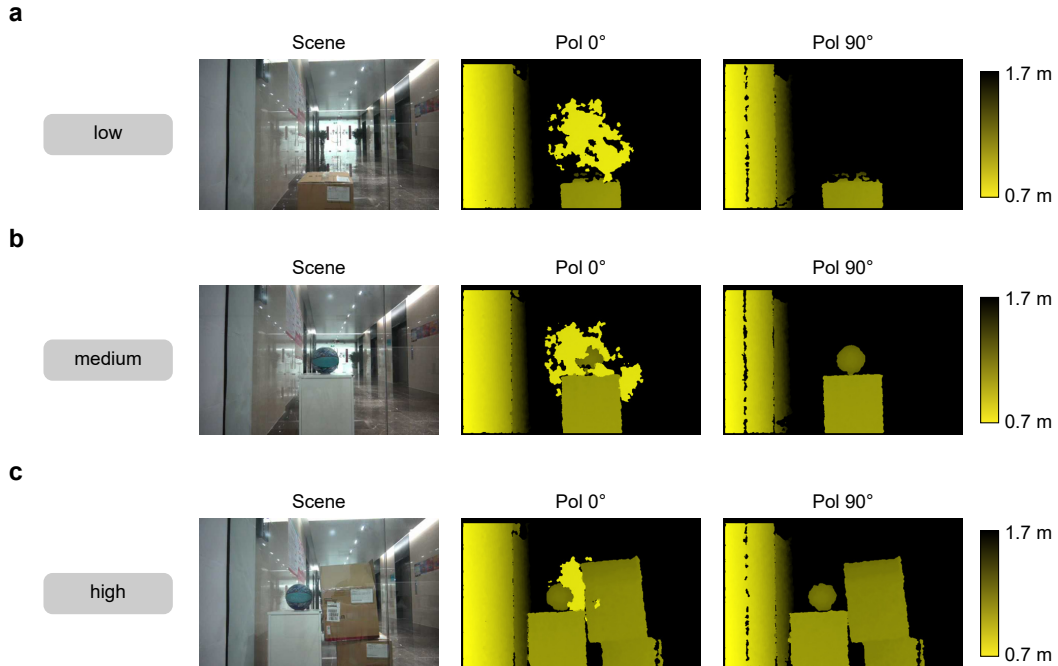 a
Scene Pol 0° Pol 90°
low
1.7 m
0.7 m
b
Scene Pol 0° Pol 90°
medium
1.7 m
0.7 m
c
Scene Pol 0° Pol 90°
high
1.7 m
0.7 m